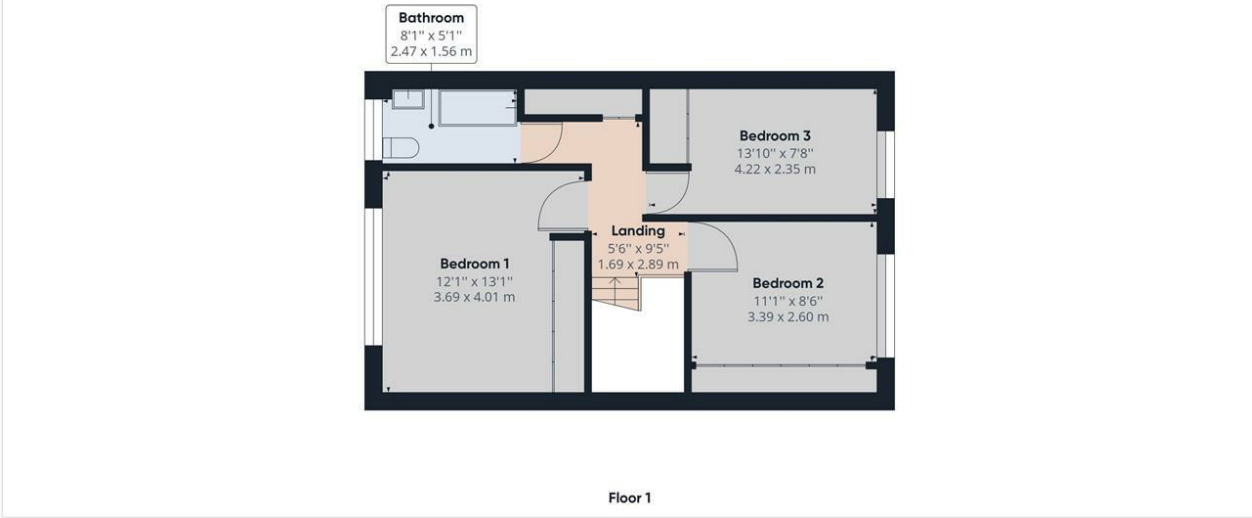 Bathroom
8'1'' x 5'1''
2.47 x 1.56 m
Bedroom 3
13'10'' x 7'8''
4.22 x 2.35 m
Landing
5'6'' x 9'5''
1.69 x 2.89 m
Bedroom 1
12'1'' x 13'1''
3.69 x 4.01 m
Bedroom 2
11'1'' x 8'6''
3.39 x 2.60 m
Floor 1